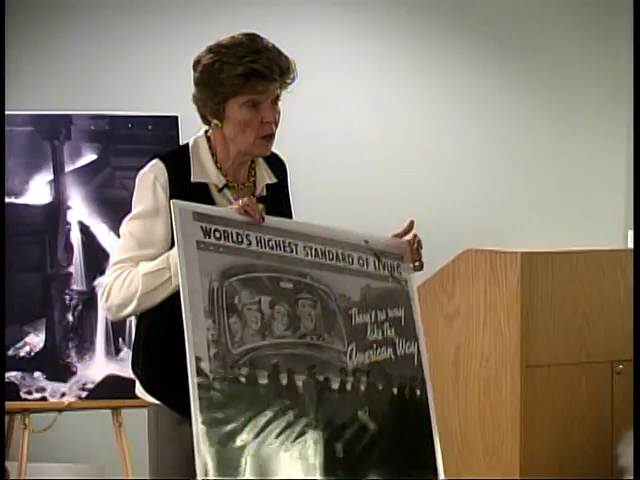 WORLD'S HIGHEST STANDARD OF LIVING
There's no way
like the
American Way